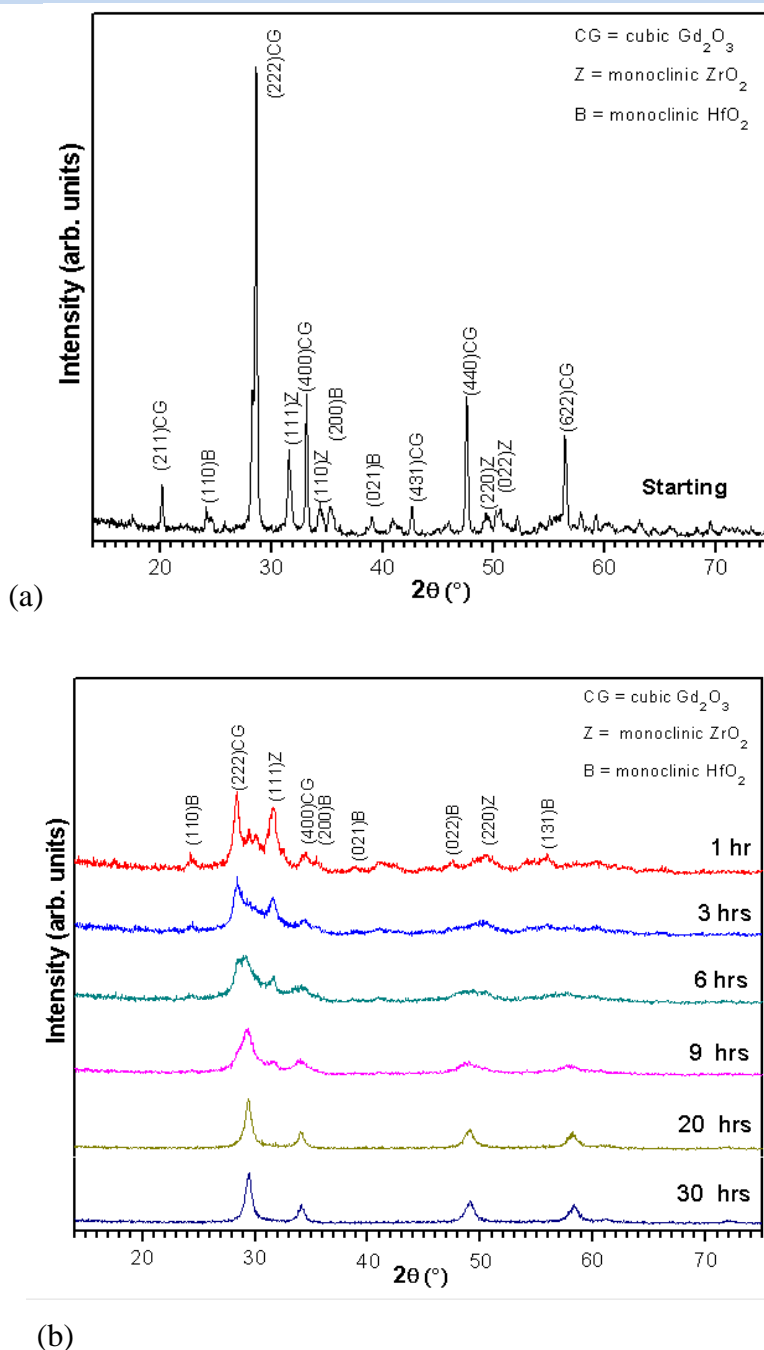 CG = cubic Gd2O3
Z = monoclinic ZrO2
B = monoclinic HfO2
Intensity (arb. units)
(211)CG
(110)B
(222)CG
(111)Z
(400)CG
(110)Z
(200)B
(021)B
(431)CG
(440)CG
(220)Z
(022)Z
(622)CG
Starting
20 30 40 50 60 70
2θ (°)
(a)
CG = cubic Gd2O3
Z = monoclinic ZrO2
B = monoclinic HfO2
Intensity (arb. units)
(110)B
(222)CG
(111)Z
(400)CG
(200)B
(021)B
(022)B
(220)Z
(131)B
1 hr
3 hrs
6 hrs
9 hrs
20 hrs
30 hrs
20 30 40 50 60 70
2θ (°)
(b)